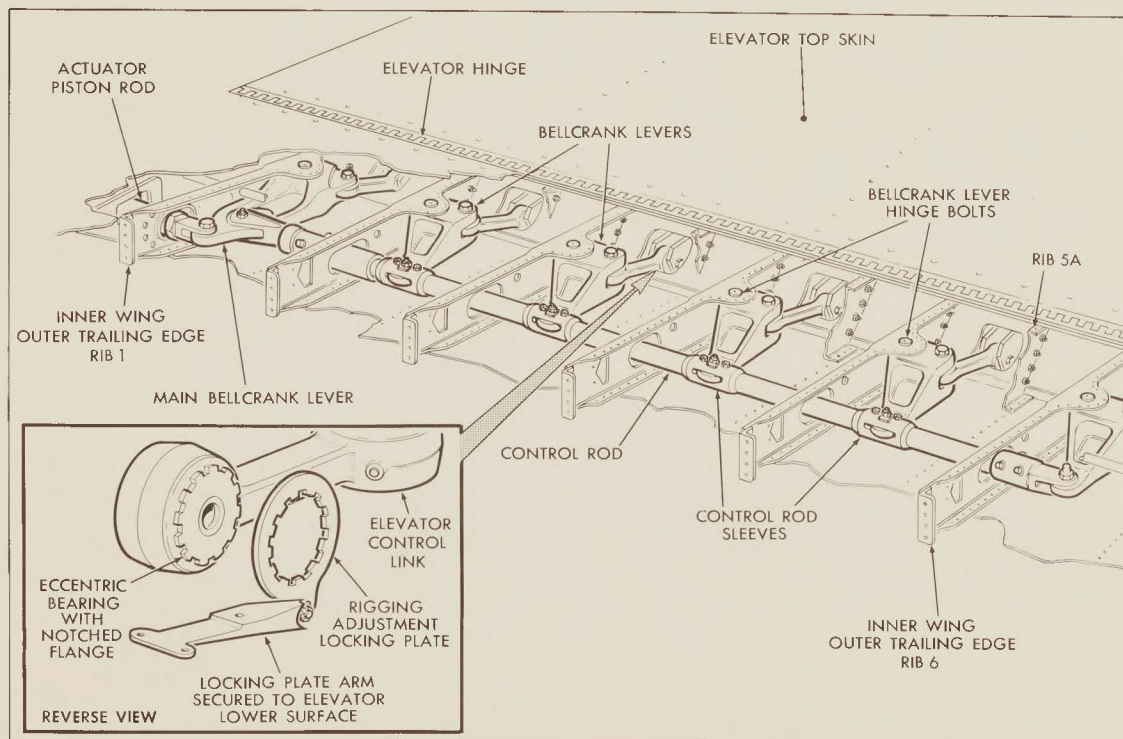 ELEVATOR TOP SKIN
ACTUATOR
PISTON ROD
ELEVATOR HINGE
BELLCRANK LEVERS
BELLCRANK LEVER
HINGE BOLTS
RIB 5A
INNER WING
OUTER TRAILING EDGE
RIB 1
MAIN BELLCRANK LEVER
CONTROL ROD
CONTROL ROD
SLEEVES
INNER WING
OUTER TRAILING EDGE
RIB 6
ELEVATOR
CONTROL
LINK
ECCENTRIC
BEARING
WITH
NOTCHED
FLANGE
RIGGING
ADJUSTMENT
LOCKING PLATE
LOCKING PLATE ARM
SECURED TO ELEVATOR
LOWER SURFACE
REVERSE VIEW